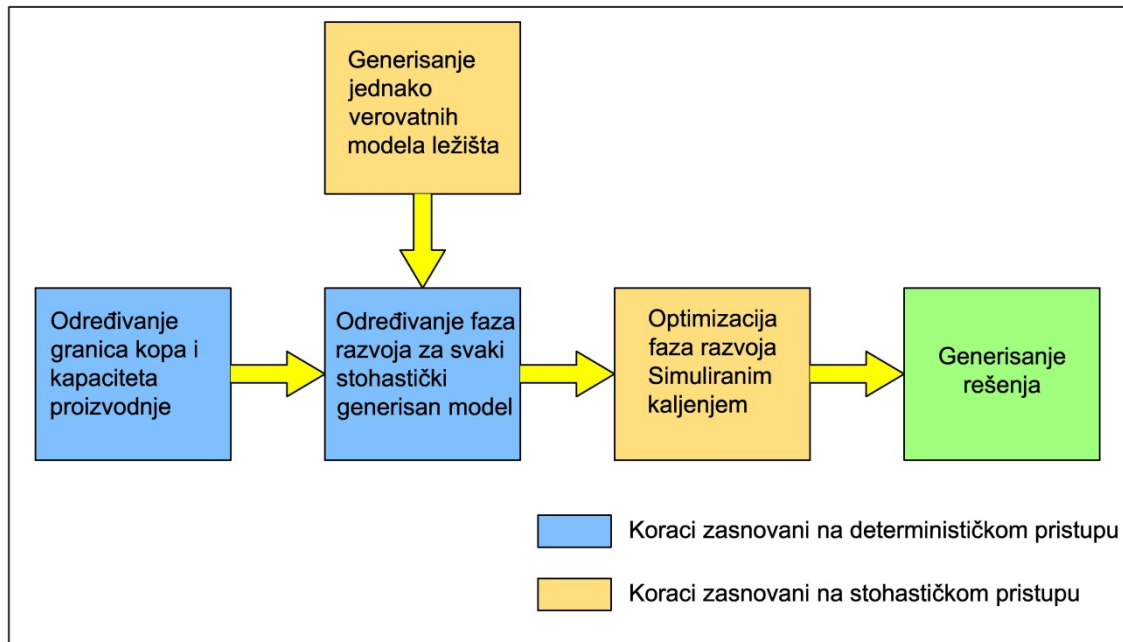 Generisanje
jednako
verovatnih
modela ležišta
Određivanje
granica kopa i
kapaciteta
proizvodnje
Određivanje faza
razvoja za svaki
stohastički
generisan model
Optimizacija
faza razvoja
Simuliranim
kaljenjem
Generisanje
rešenja
Koraci zasnovani na determinističkom pristupu
Koraci zasnovani na stohastičkom pristupu